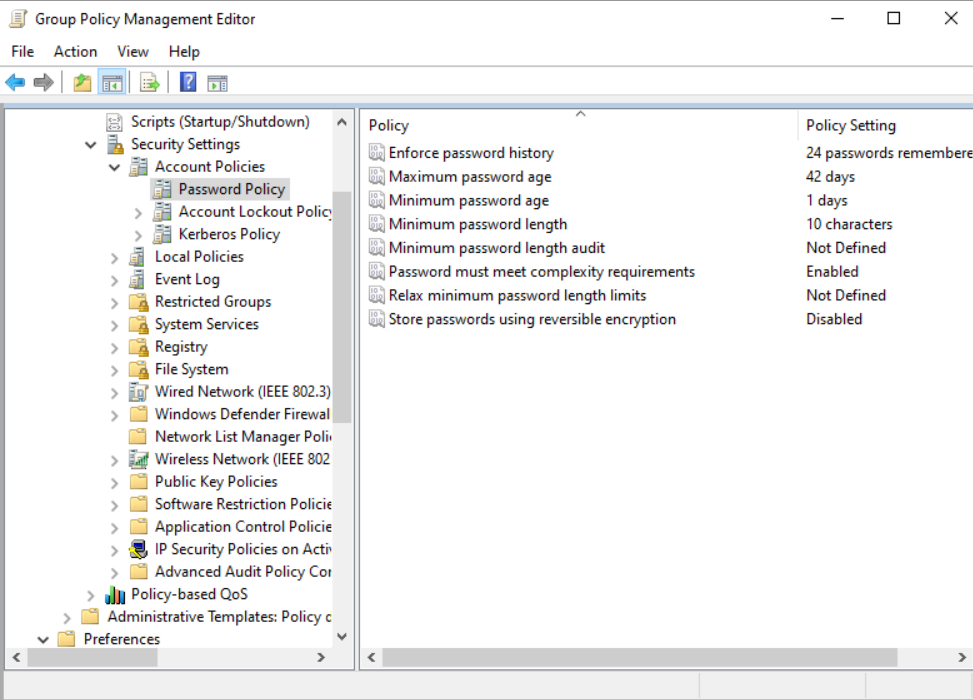 Group Policy Management Editor
File Action View Help
Scripts (Startup/Shutdown)
Security Settings
Account Policies
Password Policy
Account Lockout Policy
Kerberos Policy
Local Policies
Event Log
Restricted Groups
System Services
Registry
File System
Wired Network (IEEE 802.3)
Windows Defender Firewal
Network List Manager Poli
Wireless Network (IEEE 802
Public Key Policies
Software Restriction Policie
Application Control Policie
IP Security Policies on Acti
Advanced Audit Policy Cor
Policy-based QoS
Administrative Templates: Policy d
Preferences
Policy Policy Setting
Enforce password history 24 passwords remembere
Maximum password age 42 days
Minimum password age 1 days
Minimum password length 10 characters
Minimum password length audit Not Defined
Password must meet complexity requirements Enabled
Relax minimum password length limits Not Defined
Store passwords using reversible encryption Disabled